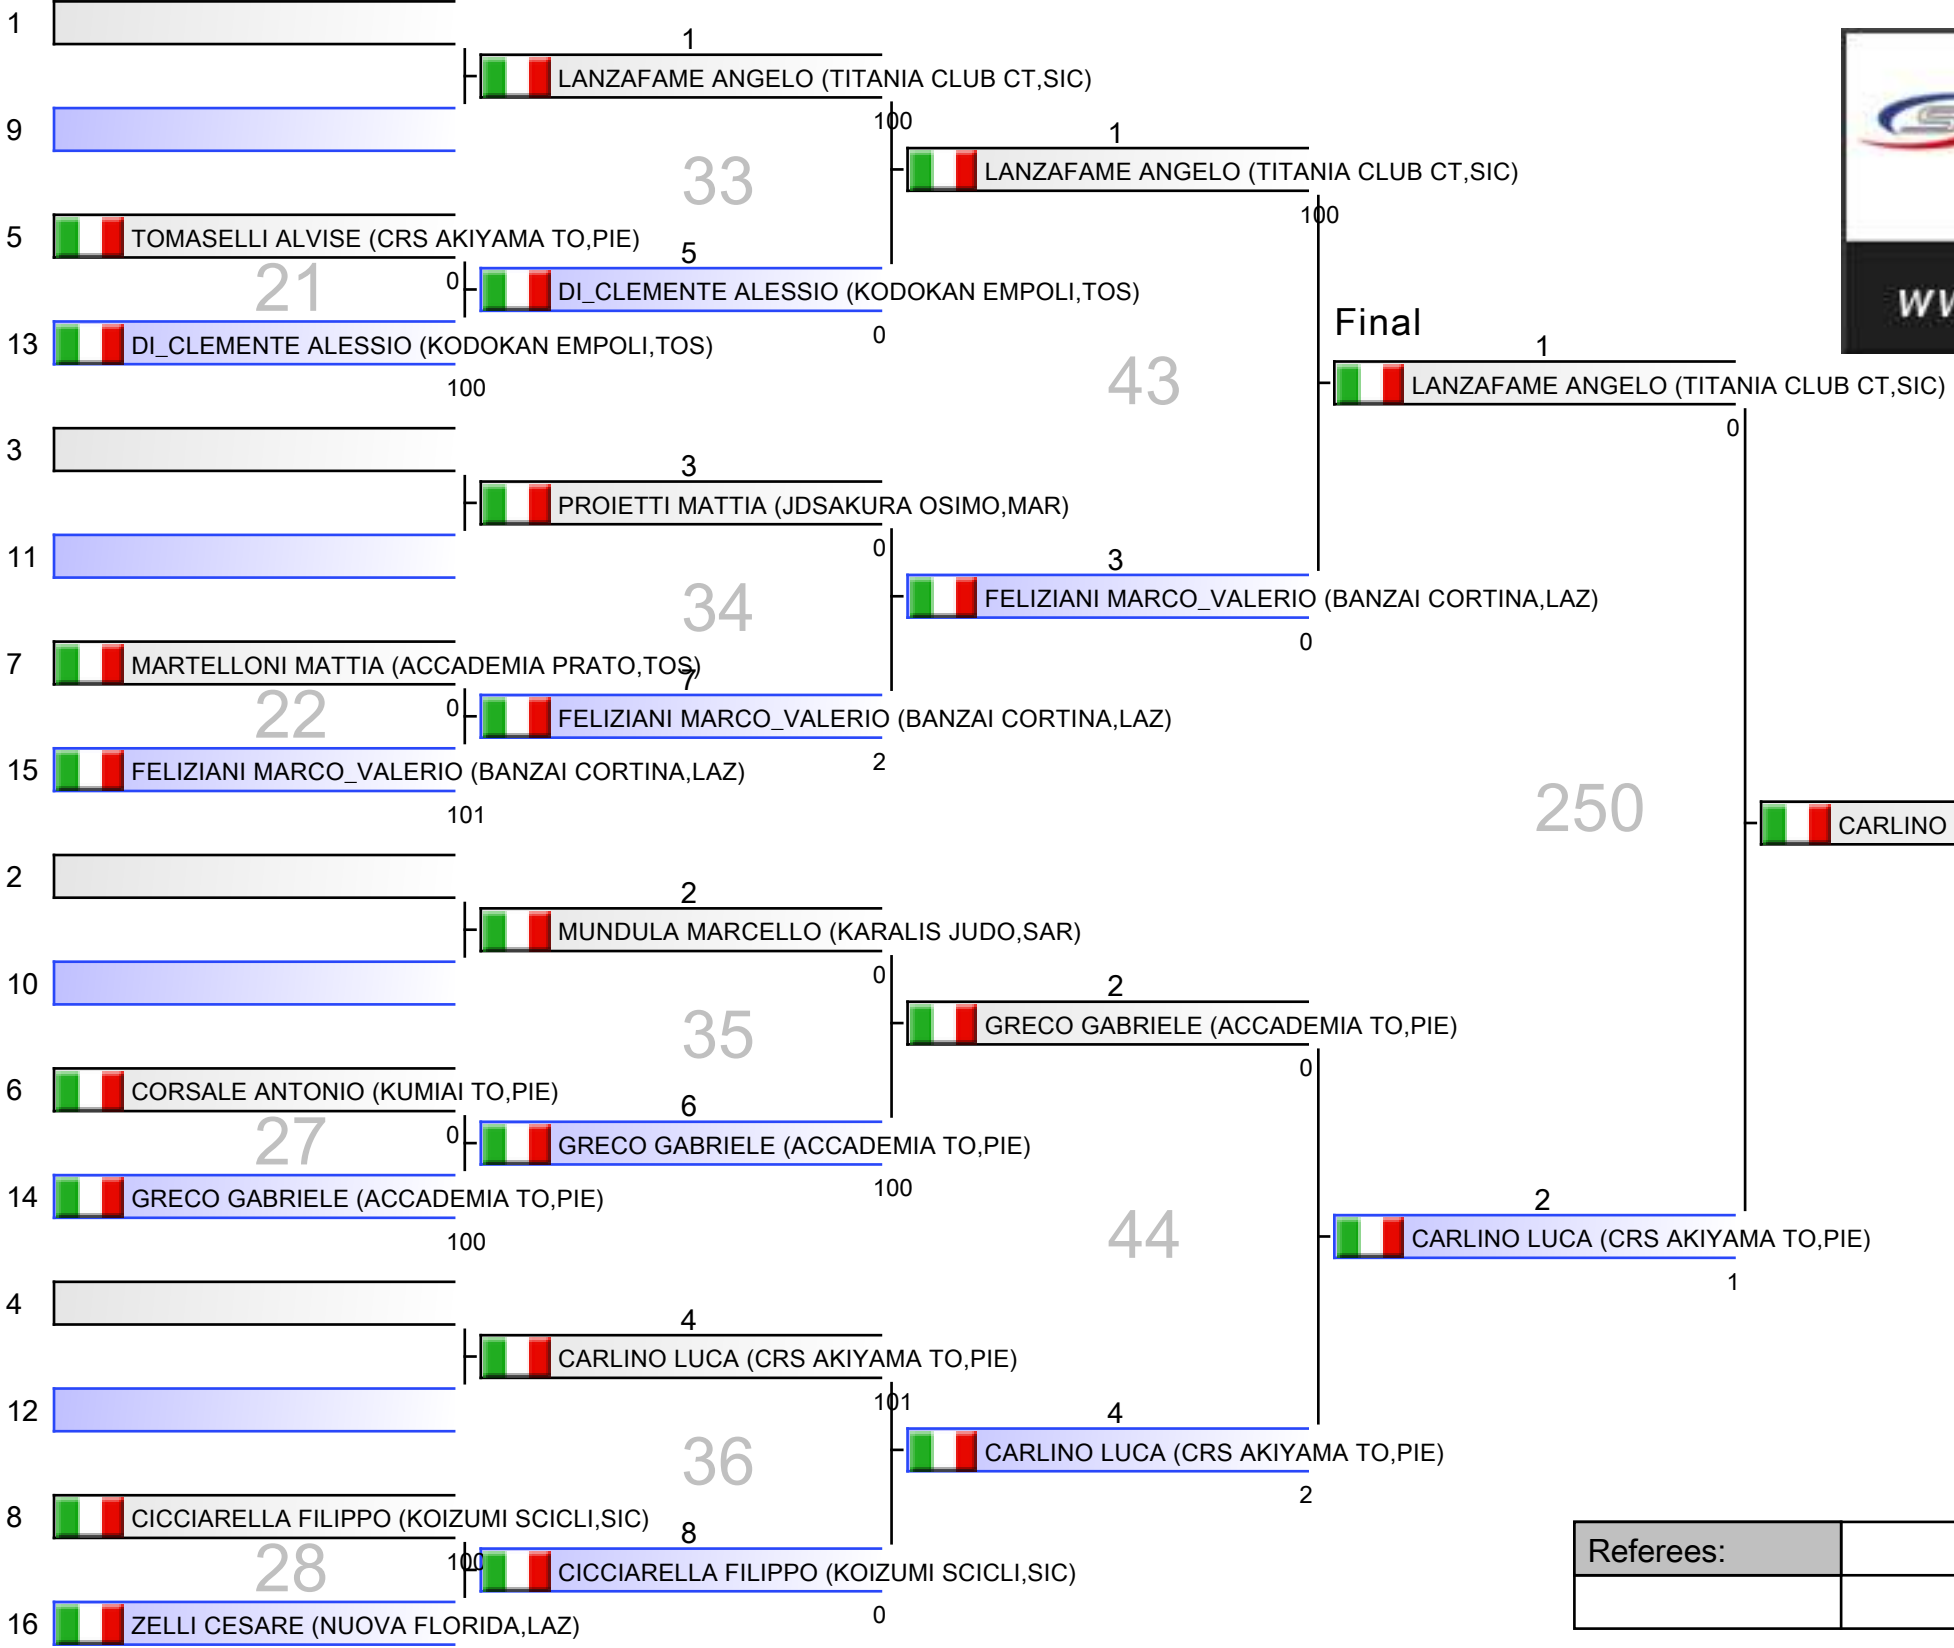 1
1
LANZAFAME ANGELO (TITANIA CLUB CT,SIC)
9
100
1
33
LANZAFAME ANGELO (TITANIA CLUB CT,SIC)
100
5
TOMASELLI ALVISE (CRS AKIYAMA TO,PIE)
5
21
0
DI_CLEMENTE ALESSIO (KODOKAN EMPOLI,TOS)
0
13
DI_CLEMENTE ALESSIO (KODOKAN EMPOLI,TOS)
100
43
Final
1
LANZAFAME ANGELO (TITANIA CLUB CT,SIC)
0
3
3
PROIETTI MATTIA (JDSAKURA OSIMO,MAR)
0
11
3
34
FELIZIANI MARCO_VALERIO (BANZAI CORTINA,LAZ)
0
7
MARTELLONI MATTIA (ACCADEMIA PRATO,TOS)
7
22
0
FELIZIANI MARCO_VALERIO (BANZAI CORTINA,LAZ)
2
15
FELIZIANI MARCO_VALERIO (BANZAI CORTINA,LAZ)
101
250
CARLINO
2
2
MUNDULA MARCELLO (KARALIS JUDO,SAR)
0
10
2
35
GRECO GABRIELE (ACCADEMIA TO,PIE)
0
6
CORSALE ANTONIO (KUMIAI TO,PIE)
6
27
0
GRECO GABRIELE (ACCADEMIA TO,PIE)
100
14
GRECO GABRIELE (ACCADEMIA TO,PIE)
100
44
2
CARLINO LUCA (CRS AKIYAMA TO,PIE)
1
4
4
CARLINO LUCA (CRS AKIYAMA TO,PIE)
101
12
4
36
CARLINO LUCA (CRS AKIYAMA TO,PIE)
2
8
CICCIARELLA FILIPPO (KOIZUMI SCICLI,SIC)
8
28
100
CICCIARELLA FILIPPO (KOIZUMI SCICLI,SIC)
0
16
ZELLI CESARE (NUOVA FLORIDA,LAZ)
Referees: